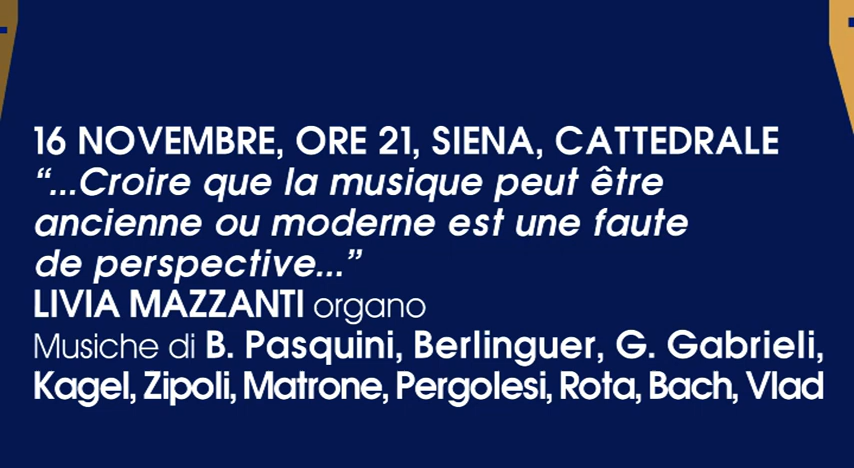 16 NOVEMBRE, ORE 21, SIENA, CATTEDRALE
“...Croire que la musique peut être
ancienne ou moderne est une faute
de perspective...”
LIVIA MAZZANTI organo
Musiche di B. Pasquini, Berlinguer, G. Gabrieli,
Kagel, Zipoli, Matrone, Pergolesi, Rota, Bach, Vlad